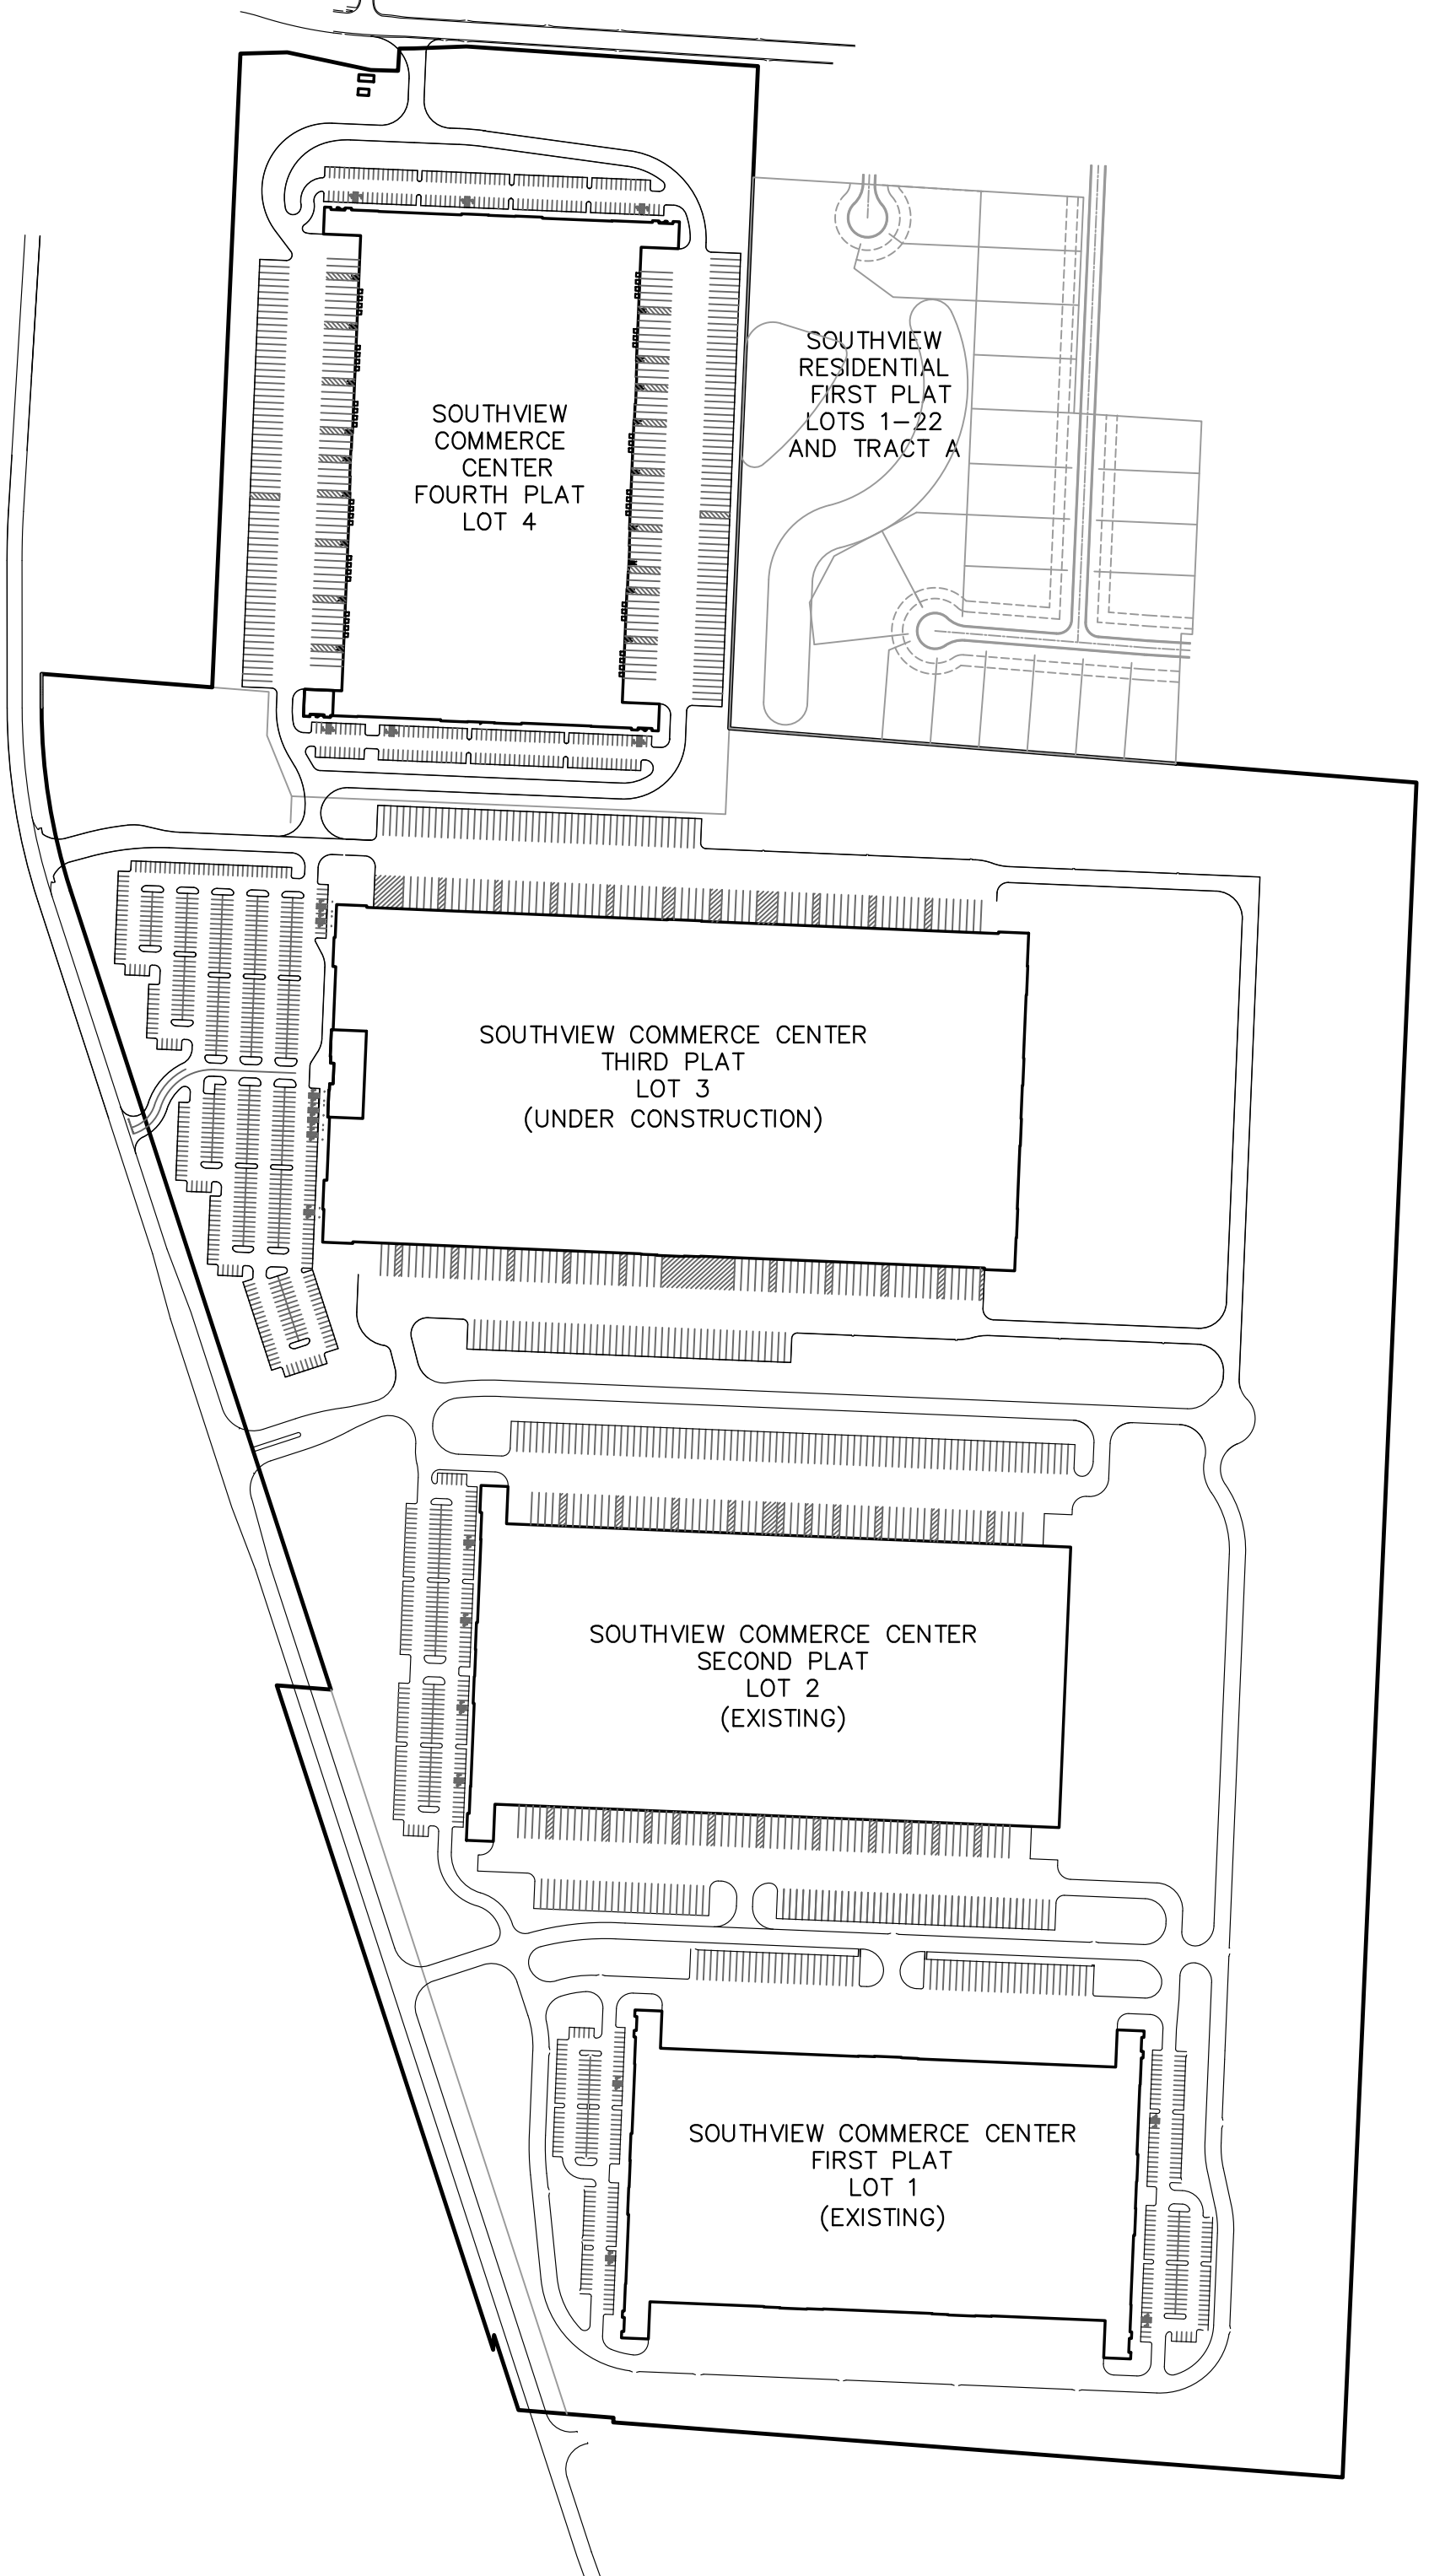 SOUTHVIEW
RESIDENTIAL
FIRST PLAT
LOTS 1-22
AND TRACT A
SOUTHVIEW
COMMERCE
CENTER
FOURTH PLAT
LOT 4
SOUTHVIEW COMMERCE CENTER
THIRD PLAT
LOT 3
(UNDER CONSTRUCTION)
SOUTHVIEW COMMERCE CENTER
SECOND PLAT
LOT 2
(EXISTING)
SOUTHVIEW COMMERCE CENTER
FIRST PLAT
LOT 1
(EXISTING)